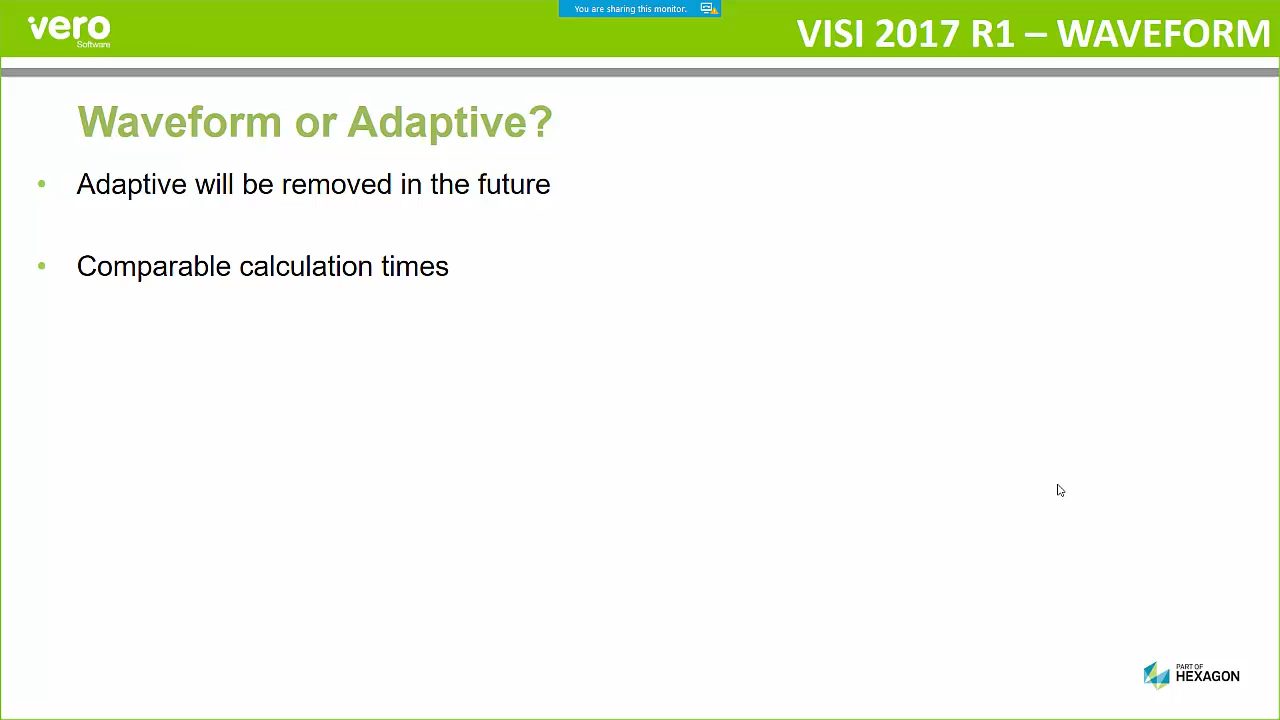 You are sharing this monitor.
vero
Software
VISI 2017 R1 – WAVEFORM
Waveform or Adaptive?
• Adaptive will be removed in the future
• Comparable calculation times
PART OF
HEXAGON